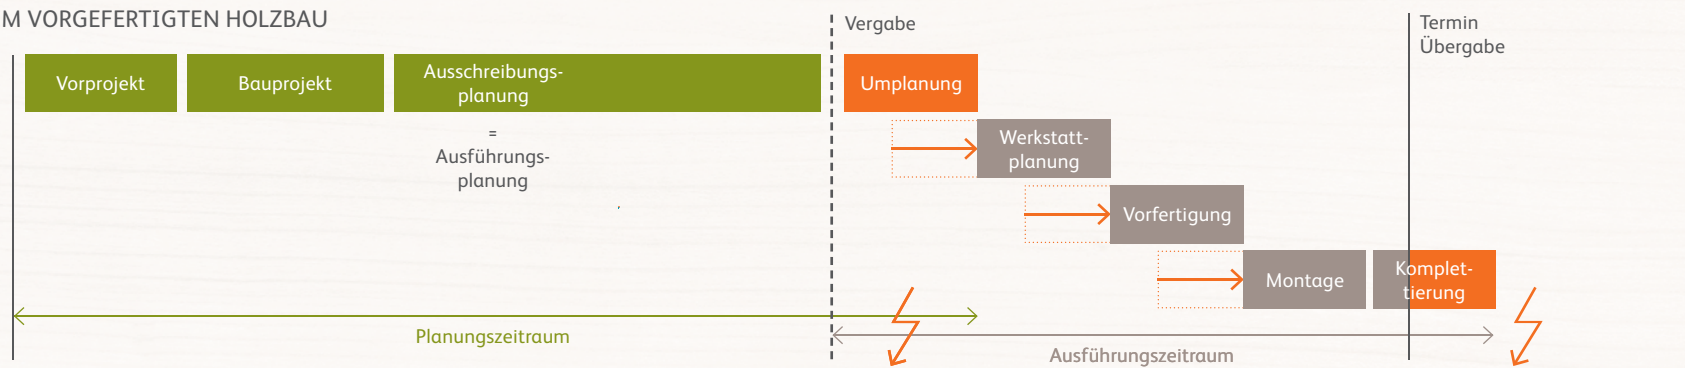 M VORGEFERTIGTEN HOLZBAU
Vergabe
Termin
Übergabe
Vorprojekt
Bauprojekt
Ausschreibungs-
planung
Umplanung
=
Ausführungs-
planung
Werkstatt-
planung
Vorfertigung
Montage
Komplet-
tierung
Planungszeitraum
Ausführungszeitraum